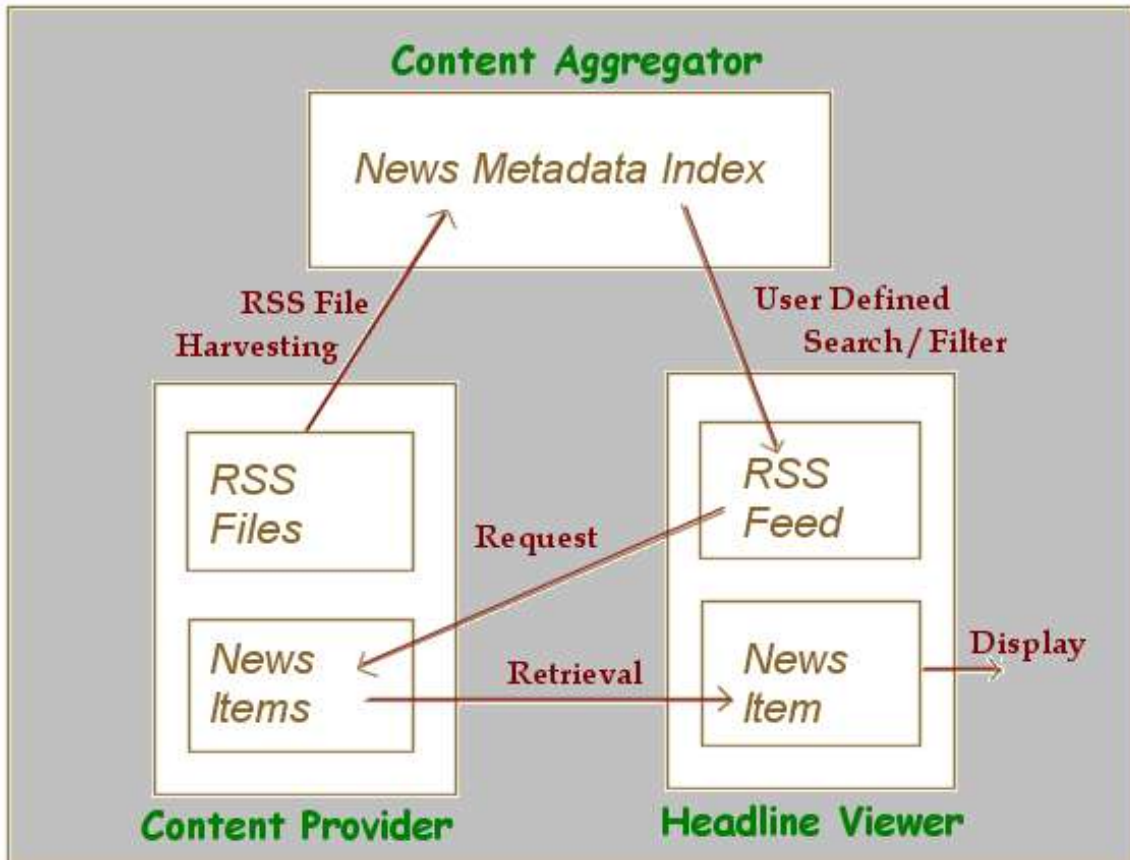 Content Aggregator
News Metadata Index
RSS File
Harvesting
User Defined
Search / Filter
RSS
Files
RSS
Feed
Request
News
Items
Retrieval
News
Item
Display
Content Provider
Headline Viewer